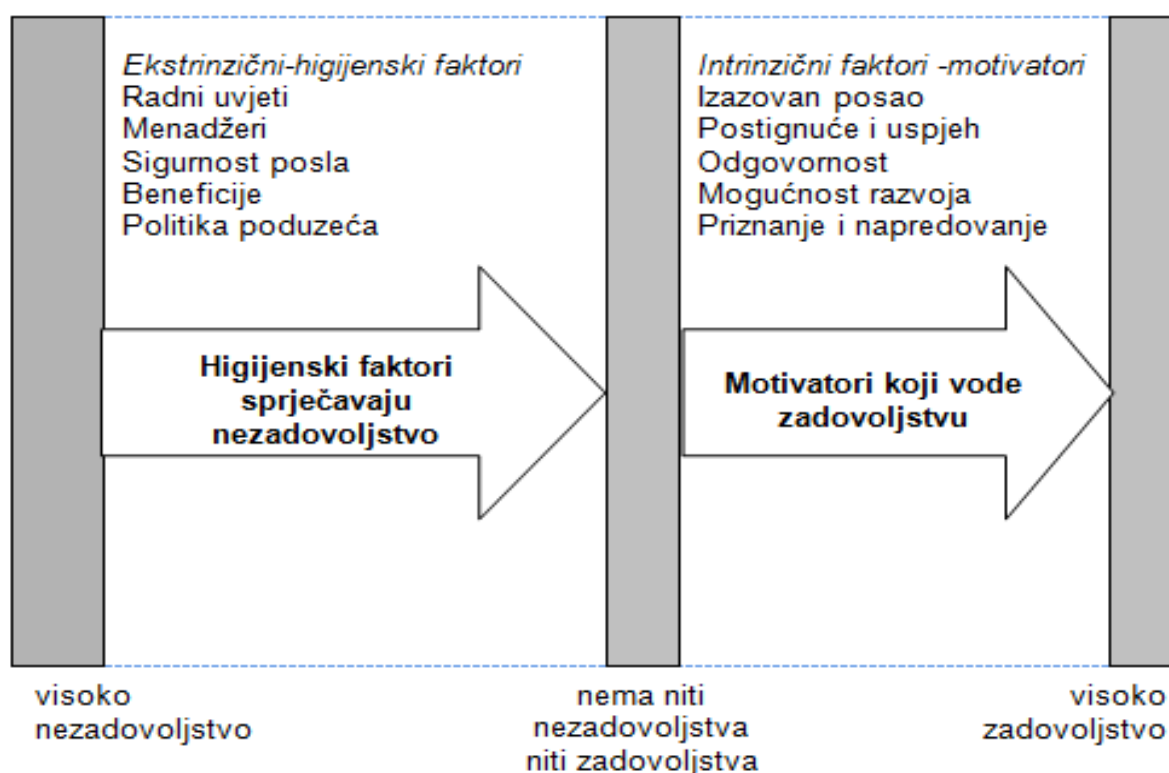 Ekstrinzični-higijenski faktori
Radni uvjeti
Menadžeri
Sigurnost posla
Beneficije
Politika poduzeća
Intrinzični faktori -motivatori
Izazovan posao
Postignuće i uspjeh
Odgovornost
Mogućnost razvoja
Priznanje i napredovanje
Higijenski faktori
sprječavaju
nezadovoljstvo
Motivatori koji vode
zadovoljstvu
visoko
nezadovoljstvo
nema niti
nezadovoljstva
niti zadovoljstva
visoko
zadovoljstvo